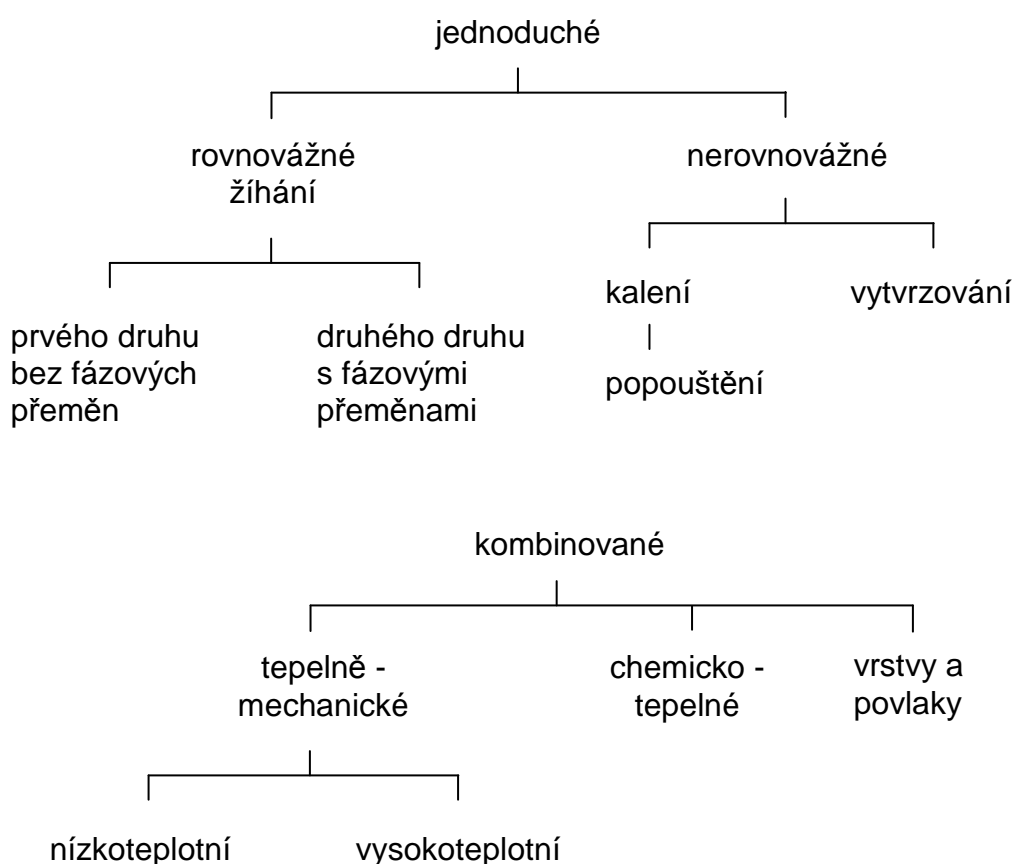 jednoduché
rovnovážné
žíhání
nerovnovážné
prvého druhu
bez fázových
přeměn
druhého druhu
s fázovými
přeměnami
kalení
popouštění
vytvrzování
kombinované
tepelně -
mechanické
chemicko -
tepelné
vrstvy a
povlaky
nízkoteplotní
vysokoteplotní